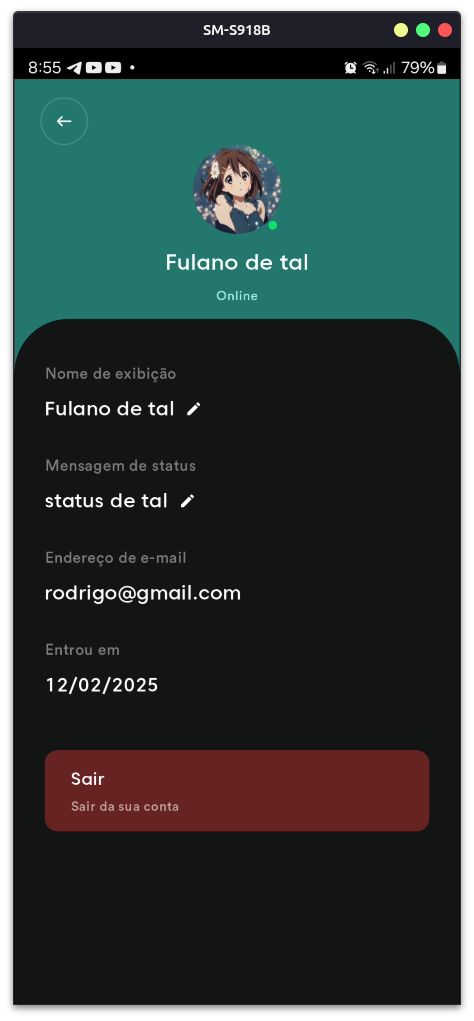 SM-S918B
8:55
79%
Fulano de tal
Online
Nome de exibição
Fulano de tal
Mensagem de status
status de tal
Endereço de e-mail
rodrigo@gmail.com
Entrou em
12/02/2025
Sair
Sair da sua conta